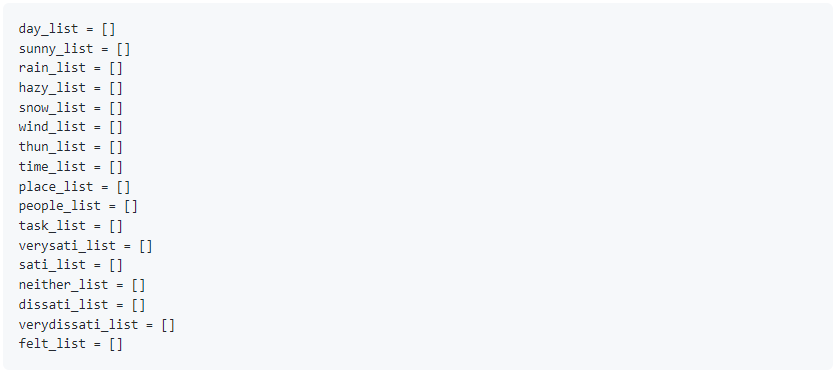 day_list = []
sunny_list = []
rain_list = []
hazy_list = []
snow_list = []
wind_list = []
thun_list = []
time_list = []
place_list = []
people_list = []
task_list = []
verysati_list = []
sati_list = []
neither_list = []
dissati_list = []
verydissati_list = []
felt_list = []